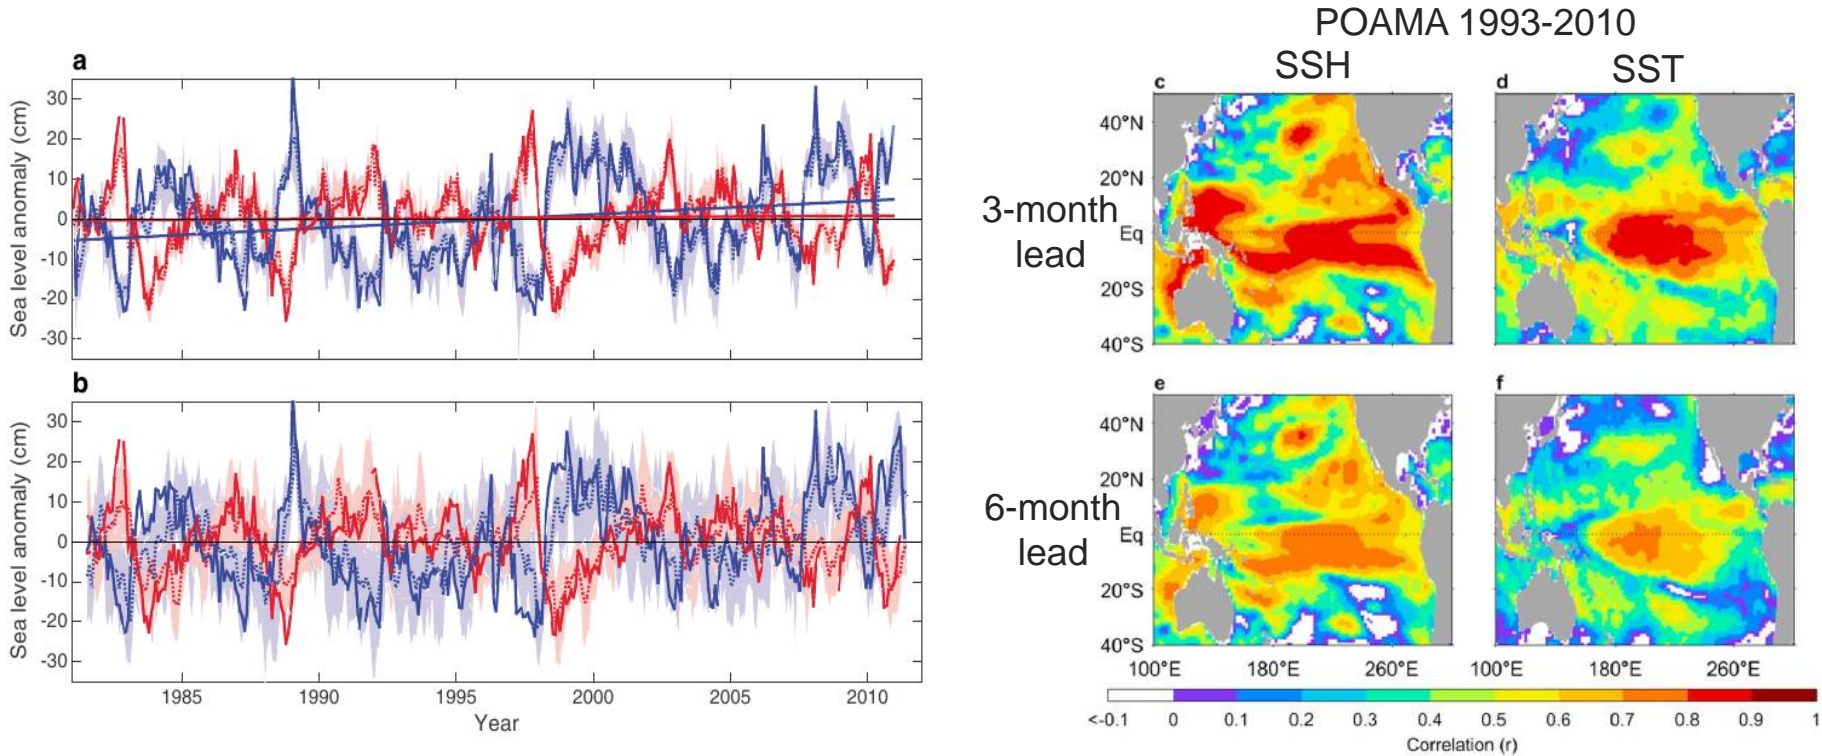 a
Sea level anomaly (cm)
30
20
10
0
-10
-20
-30
b
Sea level anomaly (cm)
30
20
10
0
-10
-20
-30
1985 1990 1995 2000 2005 2010
Year
POAMA 1993-2010
SSH SST
c d
3-month
lead
40°N
20°N
Eq
20°S
40°S
e f
6-month
lead
40°N
20°N
Eq
20°S
40°S
100°E 180°E 260°E 100°E 180°E 260°E
<-0.1 0 0.1 0.2 0.3 0.4 0.5 0.6 0.7 0.8 0.9 1
Correlation (r)